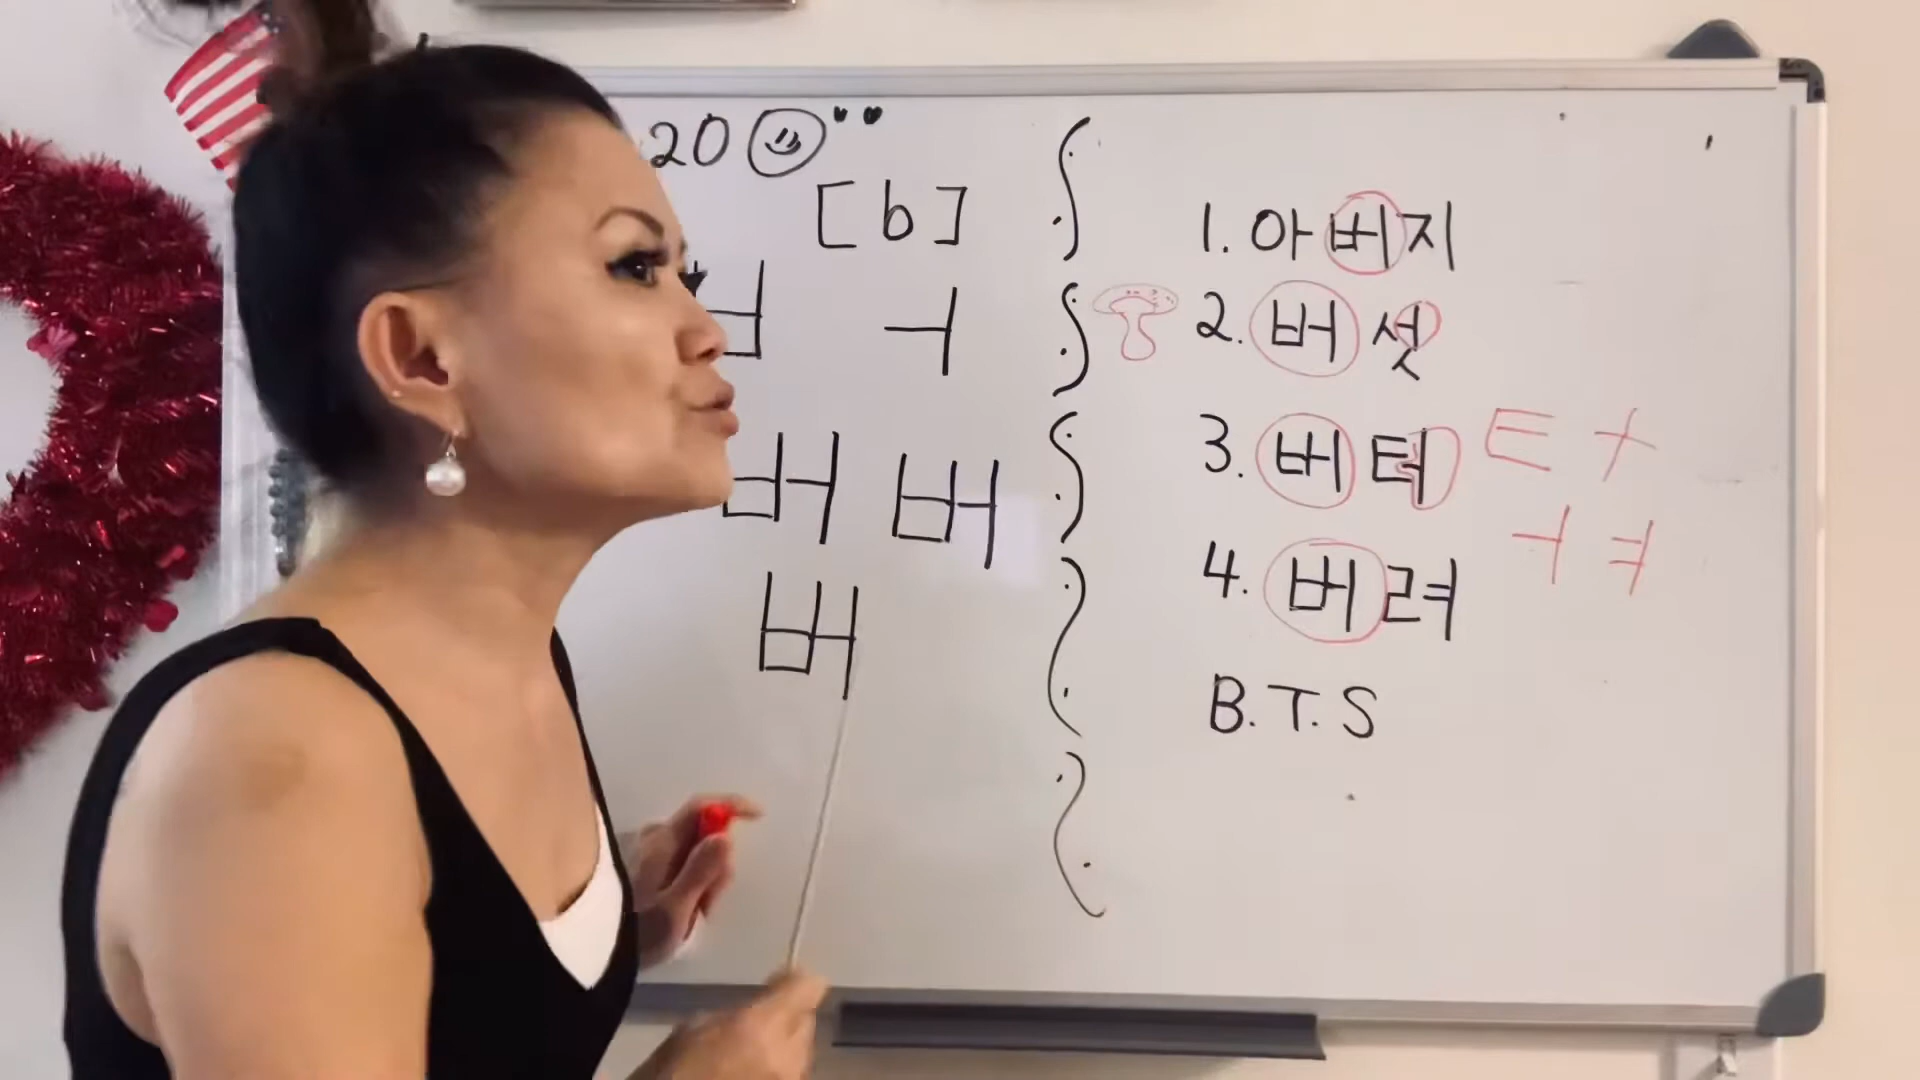 20
[b]
ㅂ ㅓ
버 버
버
1. 아버지
2. 버섯
3. 버터 ㅌ ㅓ
ㅓ ㅕ
4. 버려
B.T.S